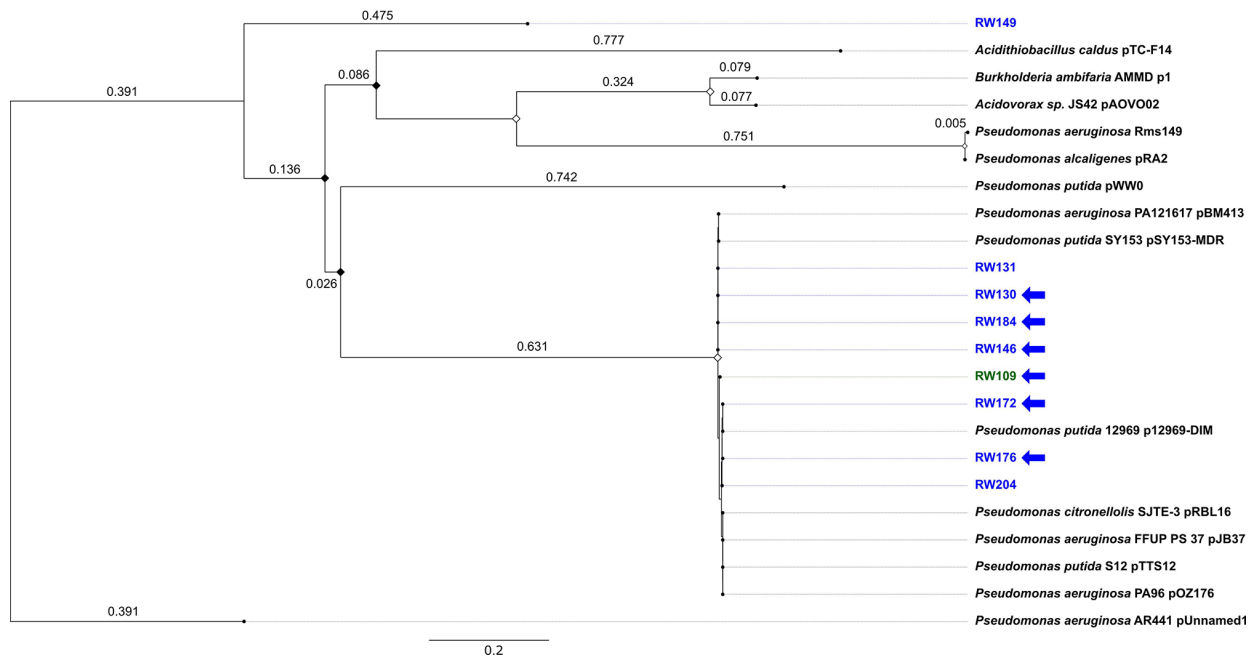 0.475
RW149
0.777
Acidithiobacillus caldus pTC-F14
0.086
0.079
Burkholderia ambifaria AMMD p1
0.324
0.391
0.077
Acidovorax sp. JS42 pAOVO02
0.005
Pseudomonas aeruginosa Rms149
0.751
Pseudomonas alcaligenes pRA2
0.136
0.742
Pseudomonas putida pWW0
Pseudomonas aeruginosa PA121617 pBM413
Pseudomonas putida SY153 pSY153-MDR
RW131
0.026
RW130
RW184
0.631
RW146
RW109
RW172
Pseudomonas putida 12969 p12969-DIM
RW176
RW204
Pseudomonas citronellolis SJTE-3 pRBL16
Pseudomonas aeruginosa FFUP PS 37 pJB37
Pseudomonas putida S12 pTTS12
Pseudomonas aeruginosa PA96 pOZ176
0.391
Pseudomonas aeruginosa AR441 pUnnamed1
0.2